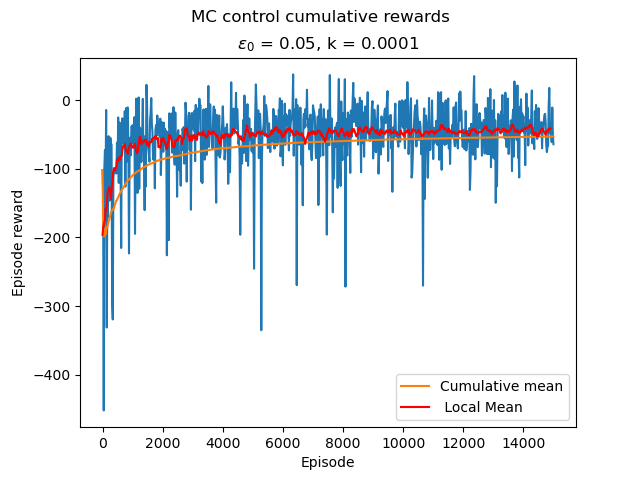 MC control cumulative rewards
ε₀ = 0.05, k = 0.0001
0
−100
−200
−300
−400
Episode reward
Cumulative mean
Local Mean
0 2000 4000 6000 8000 10000 12000 14000
Episode